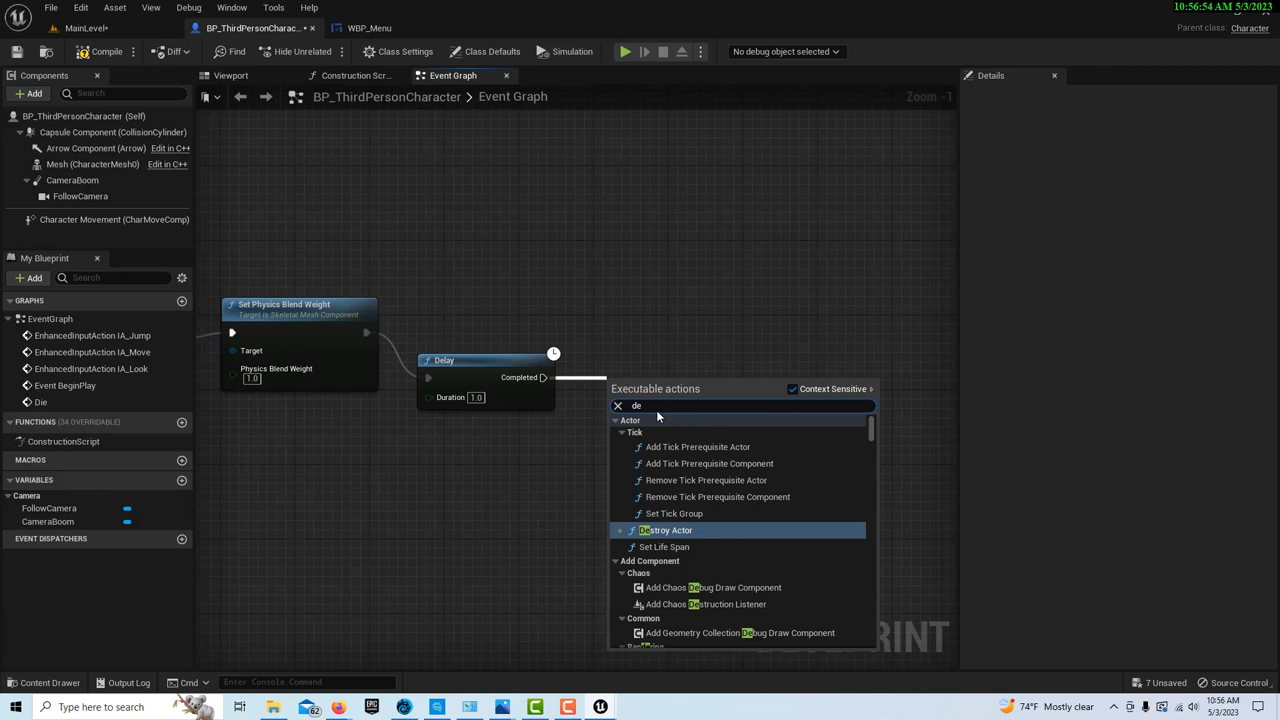 10:56:54 AM 5/3/2023
File Edit Asset View Debug Window Tools Help
MainLevel•
BP_ThirdPersonCharac...•
WBP_Menu
Parent class: Character
Compile
Diff
Find
Hide Unrelated
Class Settings
Class Defaults
Simulation
No debug object selected
Components
Viewport
Construction Scr...
Event Graph
Details
Add
Search
BP_ThirdPersonCharacter > Event Graph
Zoom -1
BP_ThirdPersonCharacter (Self)
Capsule Component (CollisionCylinder)
Arrow Component (Arrow) Edit in C++
Mesh (CharacterMesh0) Edit in C++
CameraBoom
FollowCamera
Character Movement (CharMoveComp)
My Blueprint
Add
Search
GRAPHS
EventGraph
EnhancedInputAction IA_Jump
EnhancedInputAction IA_Move
EnhancedInputAction IA_Look
Event BeginPlay
Die
FUNCTIONS (34 OVERRIDABLE)
ConstructionScript
MACROS
VARIABLES
Camera
FollowCamera
CameraBoom
EVENT DISPATCHERS
Set Physics Blend Weight
Target is Skeletal Mesh Component
Target
Physics Blend Weight
1.0
Delay
Completed
Duration 1.0
Executable actions
Context Sensitive
de
Actor
Tick
Add Tick Prerequisite Actor
Add Tick Prerequisite Component
Remove Tick Prerequisite Actor
Remove Tick Prerequisite Component
Set Tick Group
Destroy Actor
Set Life Span
Add Component
Chaos
Add Chaos Debug Draw Component
Add Chaos Destruction Listener
Common
Add Geometry Collection Debug Draw Component
Rendering
Content Drawer
Output Log
Cmd
Enter Console Command
7 Unsaved
Source Control
Type here to search
62
74°F Mostly clear
10:56 AM
5/3/2023